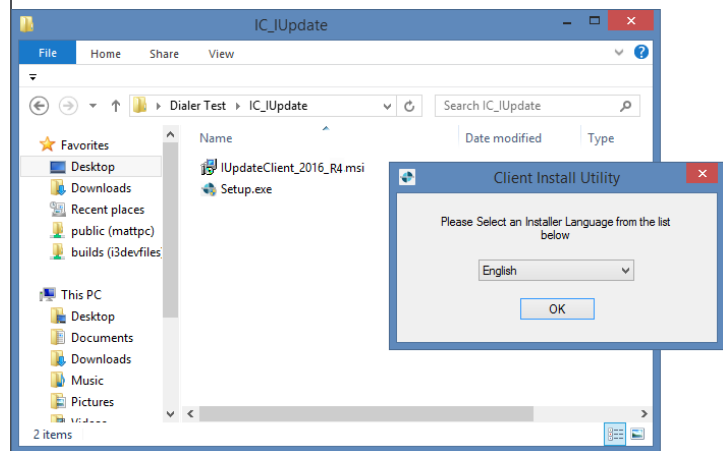 IC_IUpdate
File Home Share View
Dialer Test IC_IUpdate Search IC_IUpdate
Name Date modified Type
Favorites
Desktop
Downloads
Recent places
public (mattpc)
builds (i3devfiles
This PC
Desktop
Documents
Downloads
Music
Pictures
Videos
2 items
IUpdateClient_2016_R4.msi
Setup.exe
Client Install Utility
Please Select an Installer Language from the list
below
English
OK